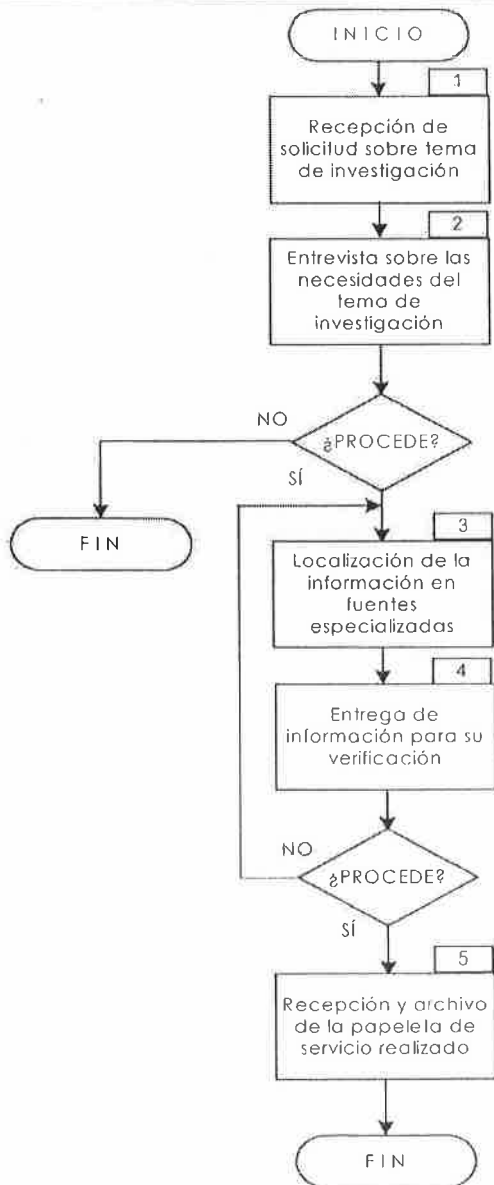 INICIO
1
Recepción de
solicitud sobre tema
de investigación
2
Entrevista sobre las
necesidades del
tema de
investigación
NO
¿PROCEDE?
SÍ
FIN
3
Localización de la
información en
fuentes
especializadas
4
Entrega de
información para su
verificación
NO
¿PROCEDE?
SÍ
5
Recepción y archivo
de la papelela de
servicio realizado
FIN